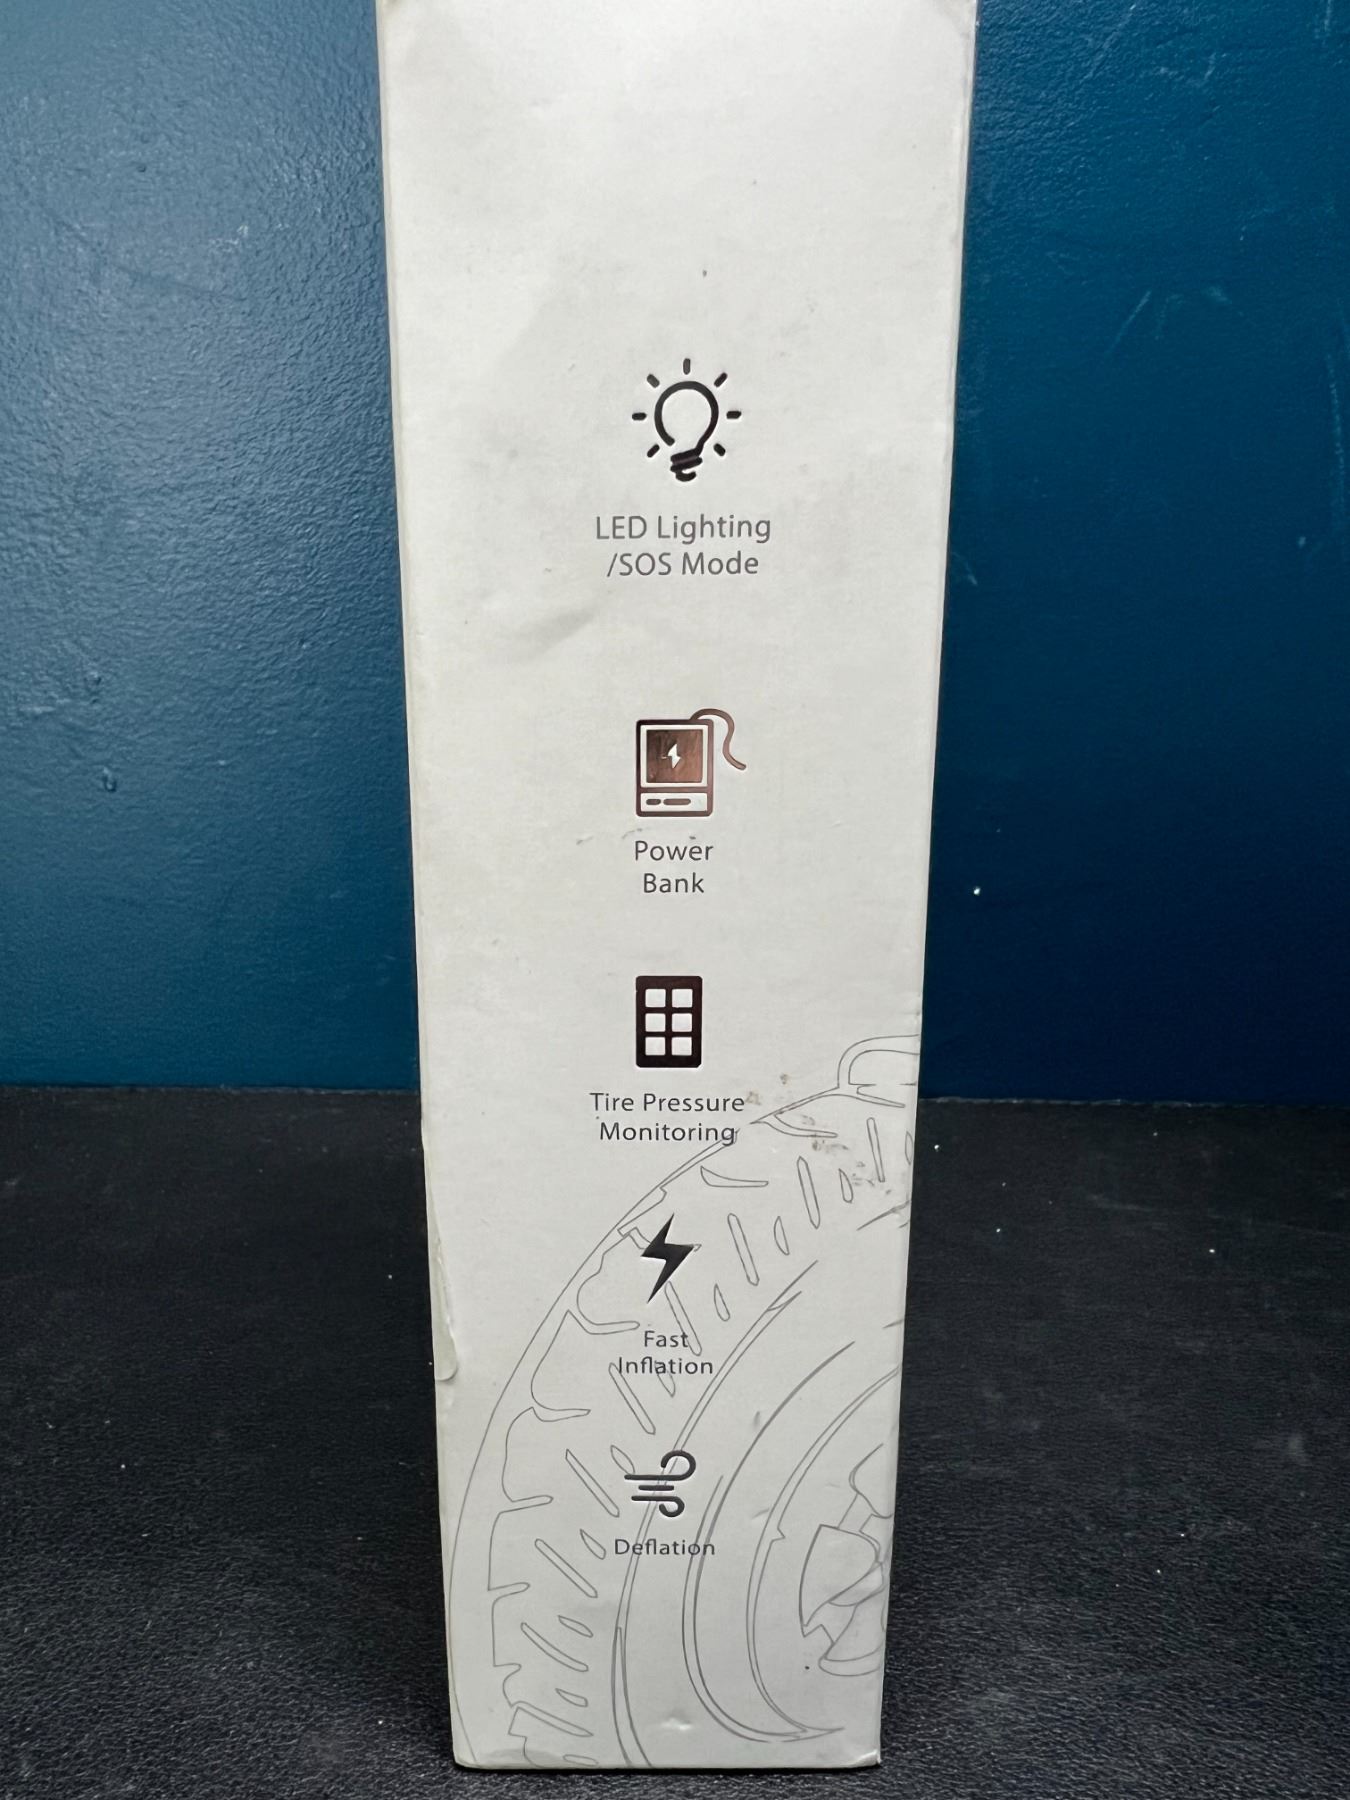 LED Lighting
/SOS Mode
Power
Bank
Tire Pressure
Monitoring
Fast
Inflation
Deflation